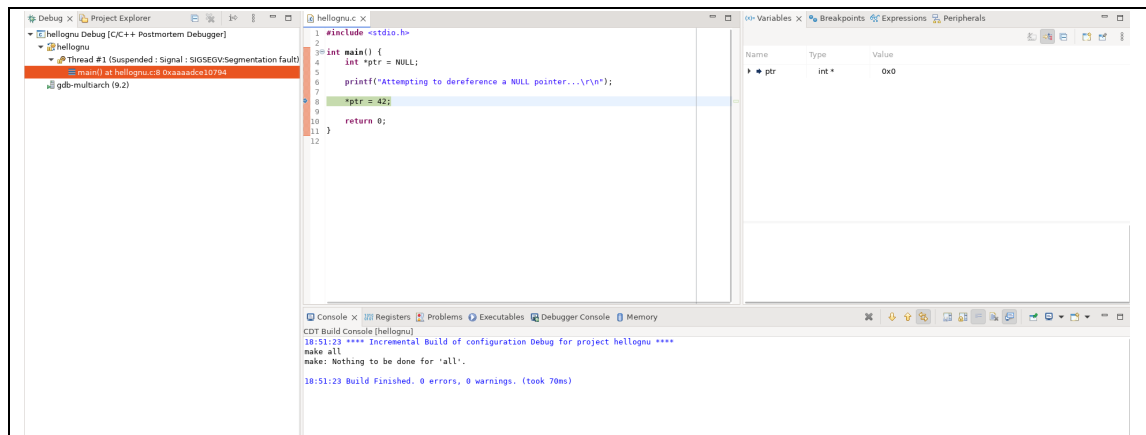 Debug Project Explorer
hellognu Debug [C/C++ Postmortem Debugger]
hellognu
Thread #1 (Suspended : Signal : SIGSEGV:Segmentation fault)
main() at hellognu.c:8 0xaaaadce10794
gdb-multiarch (9.2)
hellognu.c
1 #include <stdio.h>
2
3 int main() {
4 int *ptr = NULL;
5
6 printf("Attempting to dereference a NULL pointer...\r\n");
7
8 *ptr = 42;
9
10 return 0;
11 }
12
(x)= Variables Breakpoints Expressions Peripherals
Name Type Value
ptr int * 0x0
Console Registers Problems Executables Debugger Console Memory
CDT Build Console [hellognu]
18:51:23 **** Incremental Build of configuration Debug for project hellognu ****
make all
make: Nothing to be done for 'all'.
18:51:23 Build Finished. 0 errors, 0 warnings. (took 70ms)